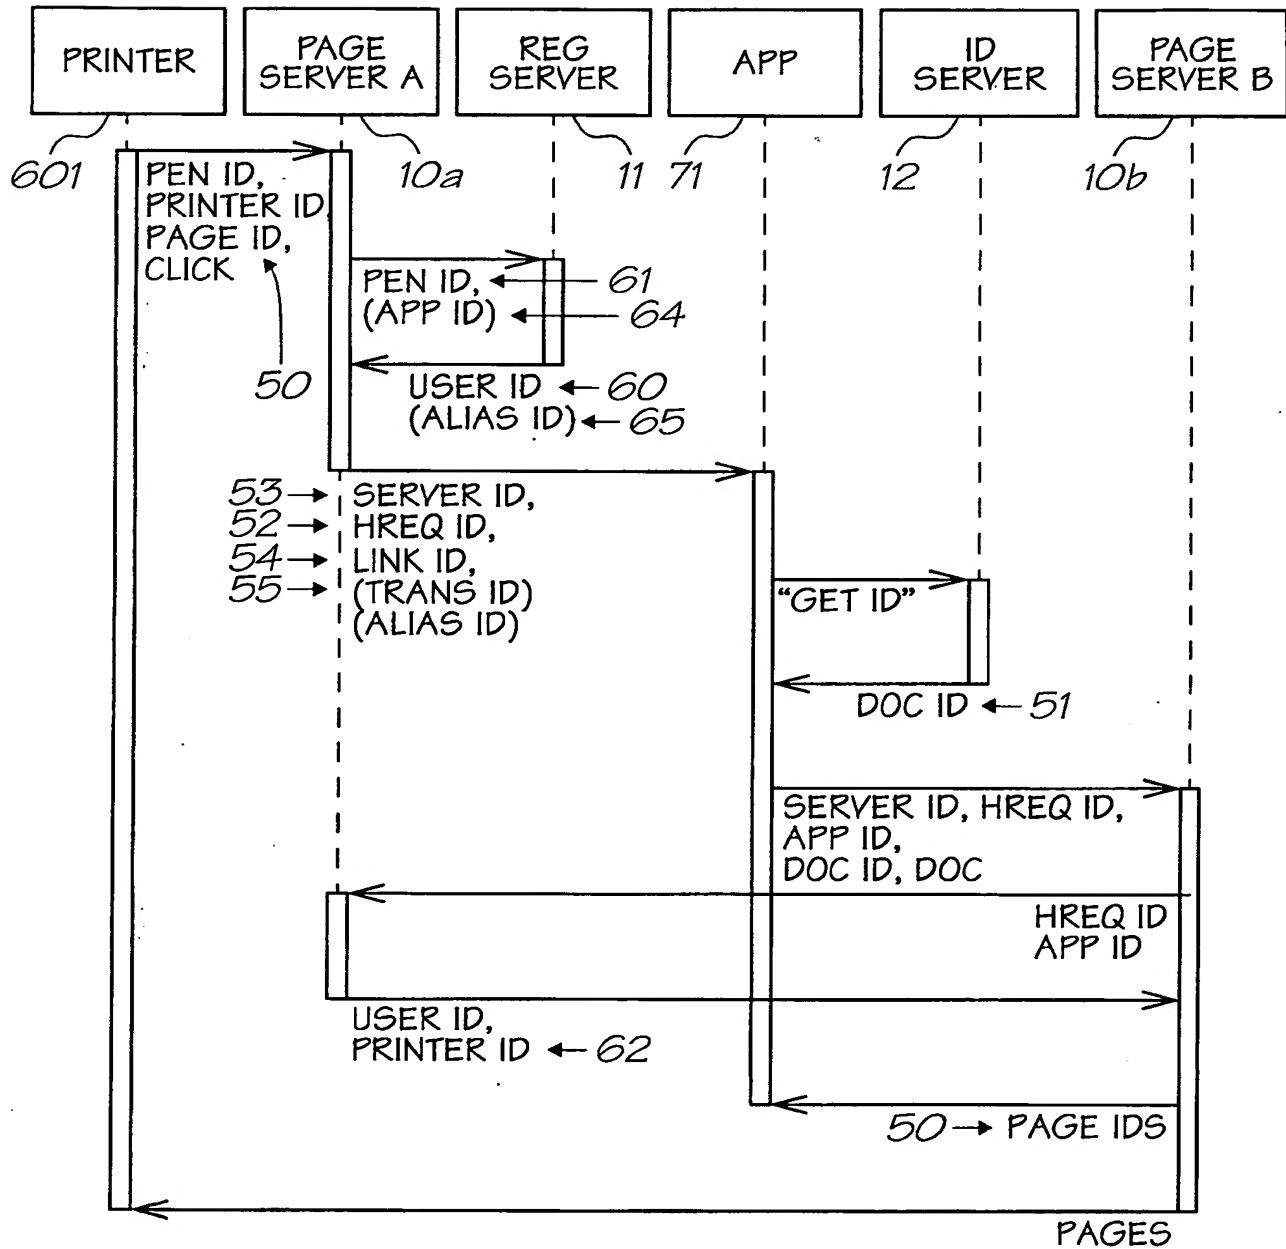 PRINTER
PAGE
SERVER A
REG
SERVER
APP
ID
SERVER
PAGE
SERVER B
601
10a
11
71
12
10b
PEN ID,
PRINTER ID,
PAGE ID,
CLICK
50
PEN ID,
61
(APP ID)
64
USER ID
60
(ALIAS ID)
65
53
SERVER ID,
52
HREQ ID,
54
LINK ID,
55
(TRANS ID)
(ALIAS ID)
“GET ID”
DOC ID
51
SERVER ID, HREQ ID,
APP ID,
DOC ID, DOC
HREQ ID
APP ID
USER ID,
PRINTER ID
62
50
PAGE IDS
PAGES